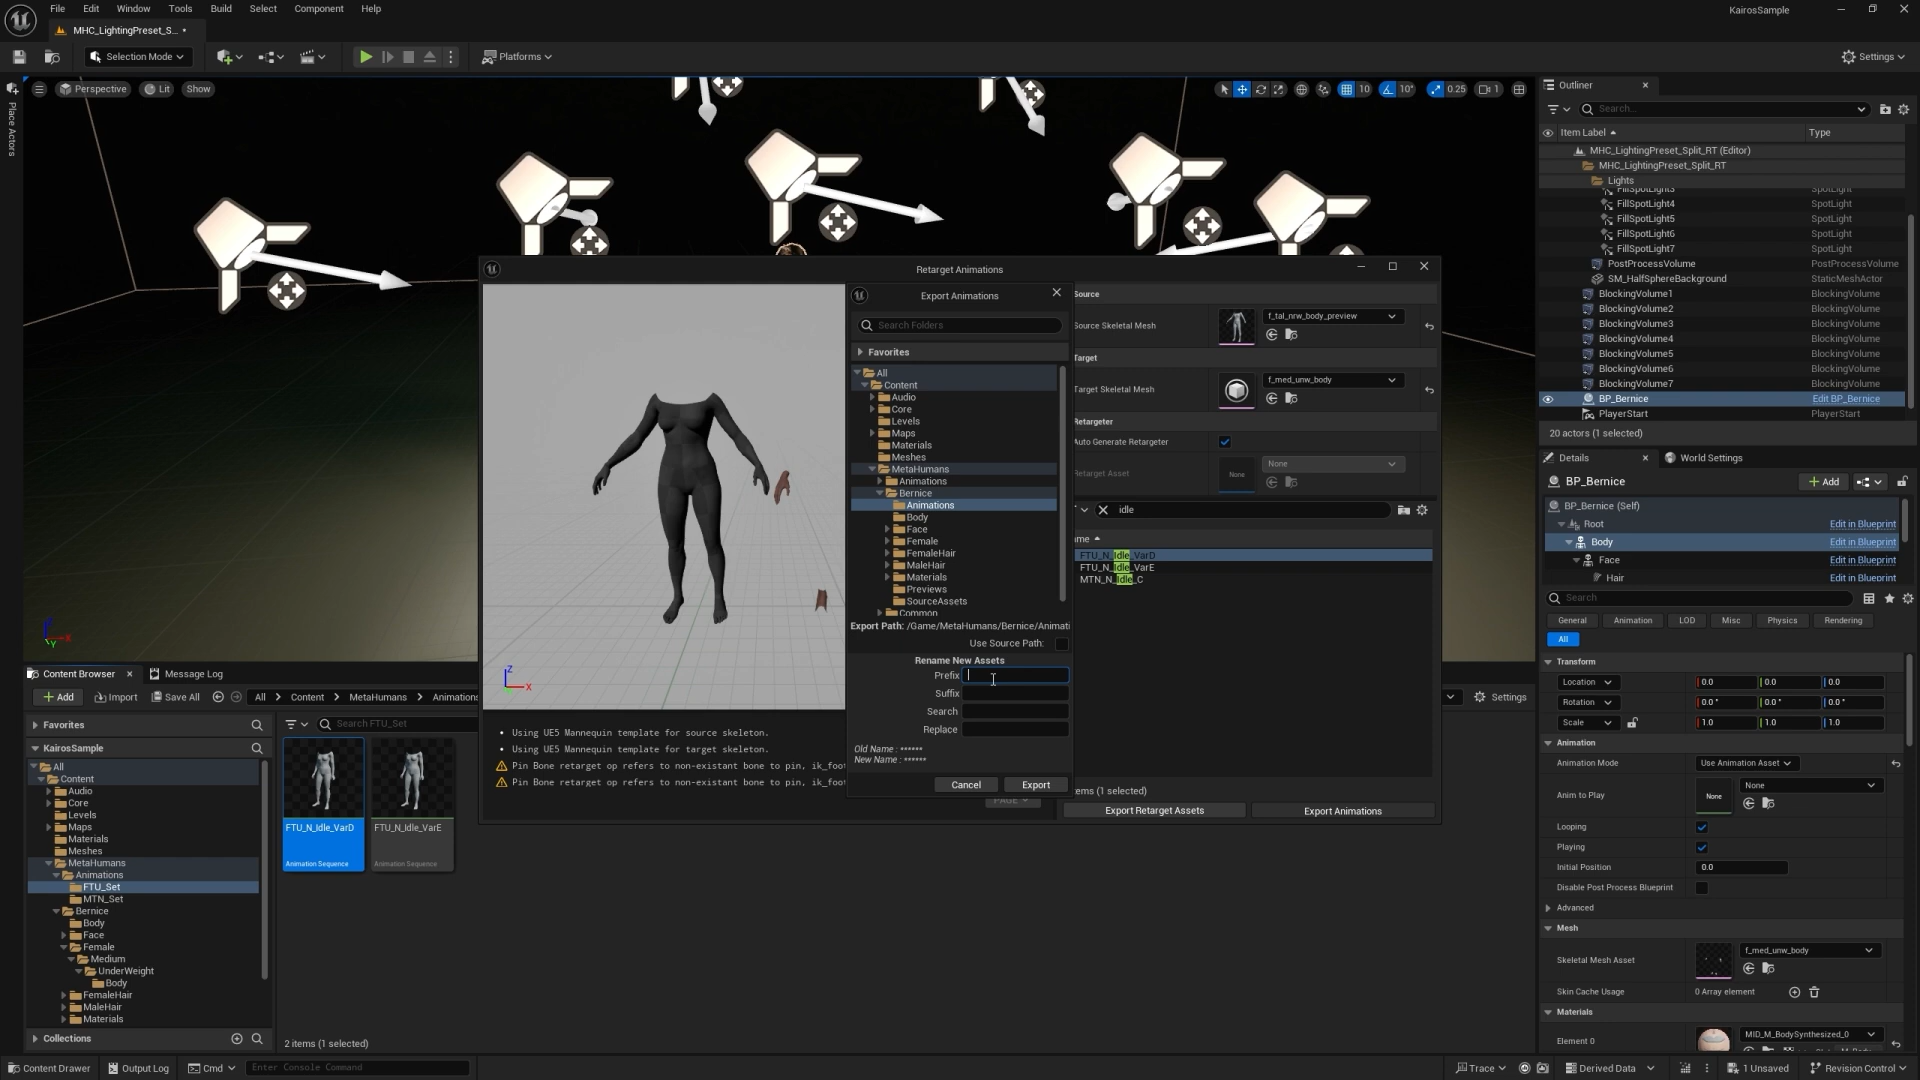 File Edit Window Tools Build Select Component Help
KairosSample
MHC_LightingPreset_S... •
Selection Mode
Platforms
Settings
Place Actors
Perspective Lit Show
10 10° 0.25 1
Outliner
Search...
Item Label Type
MHC_LightingPreset_Split_RT (Editor)
MHC_LightingPreset_Split_RT
Lights
FillSpotLight3 SpotLight
FillSpotLight4 SpotLight
FillSpotLight5 SpotLight
FillSpotLight6 SpotLight
FillSpotLight7 SpotLight
PostProcessVolume PostProcessVolume
SM_HalfSphereBackground StaticMeshActor
BlockingVolume1 BlockingVolume
BlockingVolume2 BlockingVolume
BlockingVolume3 BlockingVolume
BlockingVolume4 BlockingVolume
BlockingVolume5 BlockingVolume
BlockingVolume6 BlockingVolume
BlockingVolume7 BlockingVolume
BP_Bernice Edit BP_Bernice
PlayerStart PlayerStart
20 actors (1 selected)
Details World Settings
BP_Bernice
Add
BP_Bernice (Self)
Root Edit in Blueprint
Body Edit in Blueprint
Face Edit in Blueprint
Hair Edit in Blueprint
Search
General Animation LOD Misc Physics Rendering
All
Transform
Location 0.0 0.0 0.0
Rotation 0.0 ° 0.0 ° 0.0 °
Scale 1.0 1.0 1.0
Animation
Animation Mode Use Animation Asset
Anim to Play None None
Looping
Playing
Initial Position 0.0
Disable Post Process Blueprint
Advanced
Mesh
Skeletal Mesh Asset f_med_unw_body
Skin Cache Usage 0 Array element
Materials
Element 0 MID_M_BodySynthesized_0
Retarget Animations
Source
Source Skeletal Mesh f_tal_nrw_body_preview
Target
Target Skeletal Mesh f_med_unw_body
Retargeter
Auto Generate Retargeter
Retarget Asset None None
idle
ame
FTU_N_Idle_VarD
FTU_N_Idle_VarE
MTN_N_Idle_C
ems (1 selected)
Export Retarget Assets Export Animations
Using UE5 Mannequin template for source skeleton.
Using UE5 Mannequin template for target skeleton.
Pin Bone retarget op refers to non-existant bone to pin, ik_foo
Pin Bone retarget op refers to non-existant bone to pin, ik_foo
PAGE
Z X
Export Animations
Search Folders
Favorites
All
Content
Audio
Core
Levels
Maps
Materials
Meshes
MetaHumans
Animations
Bernice
Animations
Body
Face
Female
FemaleHair
MaleHair
Materials
Previews
SourceAssets
Common
Export Path: /Game/MetaHumans/Bernice/Animati
Use Source Path:
Rename New Assets
Prefix
Suffix
Search
Replace
Old Name : ******
New Name : ******
Cancel Export
Z X Y
Content Browser Message Log
Add Import Save All All Content MetaHumans Animations
Settings
Favorites
Search FTU_Set
KairosSample
All
Content
Audio
Core
Levels
Maps
Materials
Meshes
MetaHumans
Animations
FTU_Set
MTN_Set
Bernice
Body
Face
Female
Medium
UnderWeight
Body
FemaleHair
MaleHair
Materials
Collections
FTU_N_Idle_VarD FTU_N_Idle_VarE
Animation Sequence Animation Sequence
2 items (1 selected)
Content Drawer Output Log Cmd Enter Console Command
Trace Derived Data 1 Unsaved Revision Control